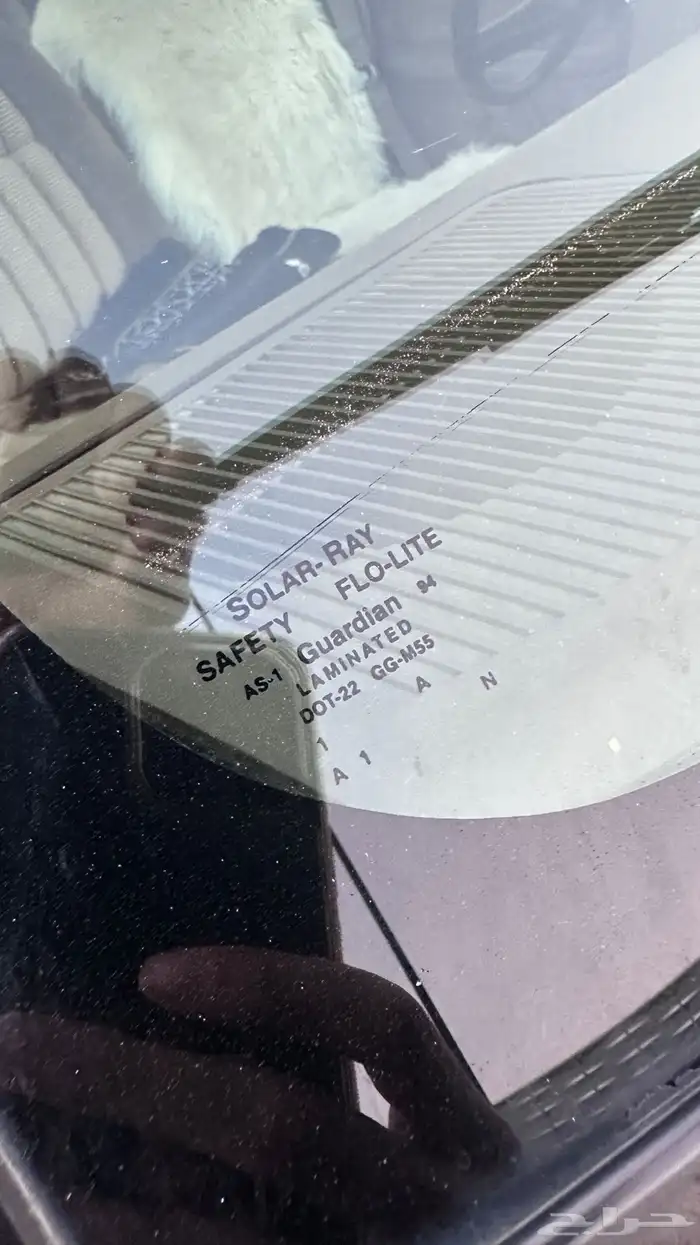 SOLAR-RAY
SAFETY FLO-LITE
AS-1 Guardian 94
LAMINATED
DOT-22 GG-M55
1 A N
A 1
حراج